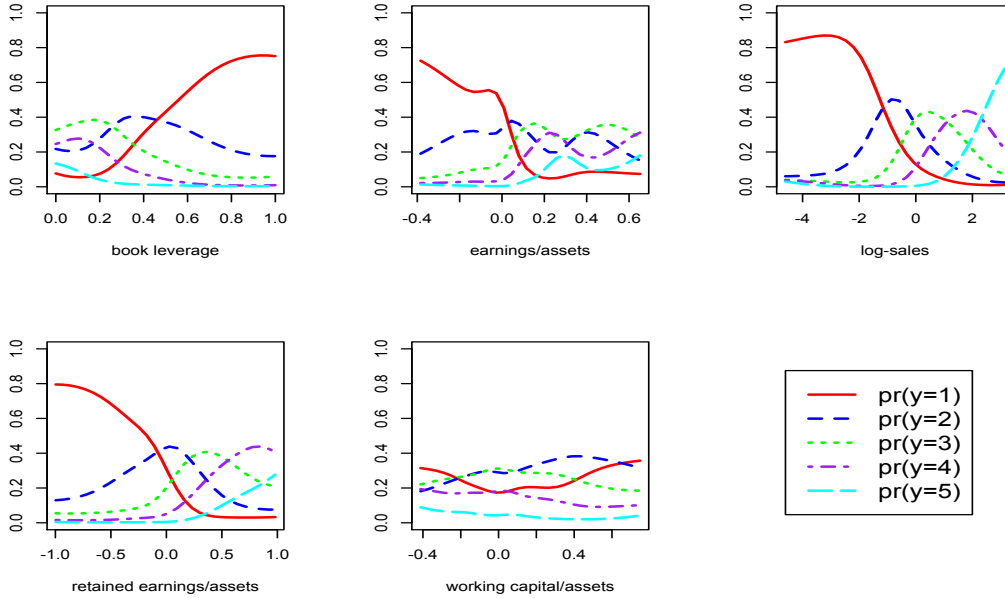 0.0 0.2 0.4 0.6 0.8 1.0
0.0 0.2 0.4 0.6 0.8 1.0
book leverage
0.0 0.2 0.4 0.6 0.8 1.0
-0.4 -0.2 0.0 0.2 0.4 0.6
earnings/assets
0.0 0.2 0.4 0.6 0.8 1.0
-4 -2 0 2
log-sales
0.0 0.2 0.4 0.6 0.8 1.0
-1.0 0.0 0.5 1.0
retained earnings/assets
0.0 0.2 0.4 0.6 0.8 1.0
-0.4 0.0 0.4
working capital/assets
pr(y=1)
pr(y=2)
pr(y=3)
pr(y=4)
pr(y=5)